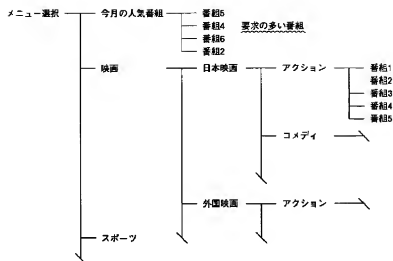 メニュー選択
今月の人気番組
番組5
番組4
番組6
番組2
要求の多い番組
映画
日本映画
アクション
番組1
番組2
番組3
番組4
番組5
コメディ
外国映画
アクション
スポーツ